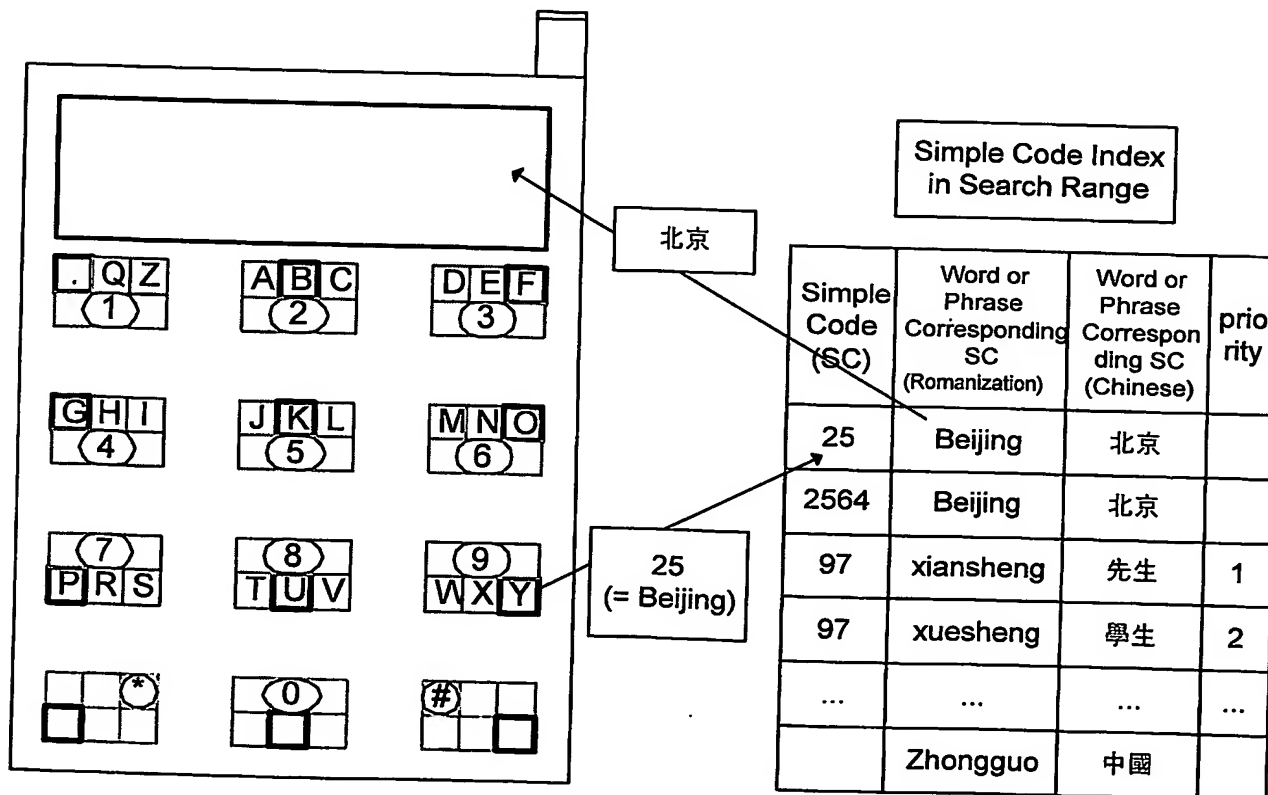 Simple Code Index
in Search Range
北京
. Q Z
1
A B C
2
D E F
3
G H I
4
J K L
5
M N O
6
7
P R S
8
T U V
9
W X Y
*
0
#
25
(= Beijing)
Simple
Code
(SC)
Word or
Phrase
Corresponding
SC
(Romanization)
Word or
Phrase
Correspon
ding SC
(Chinese)
prio
rity
25 Beijing 北京
2564 Beijing 北京
97 xiansheng 先生 1
97 xuesheng 學生 2
... ... ... ...
Zhongguo 中國